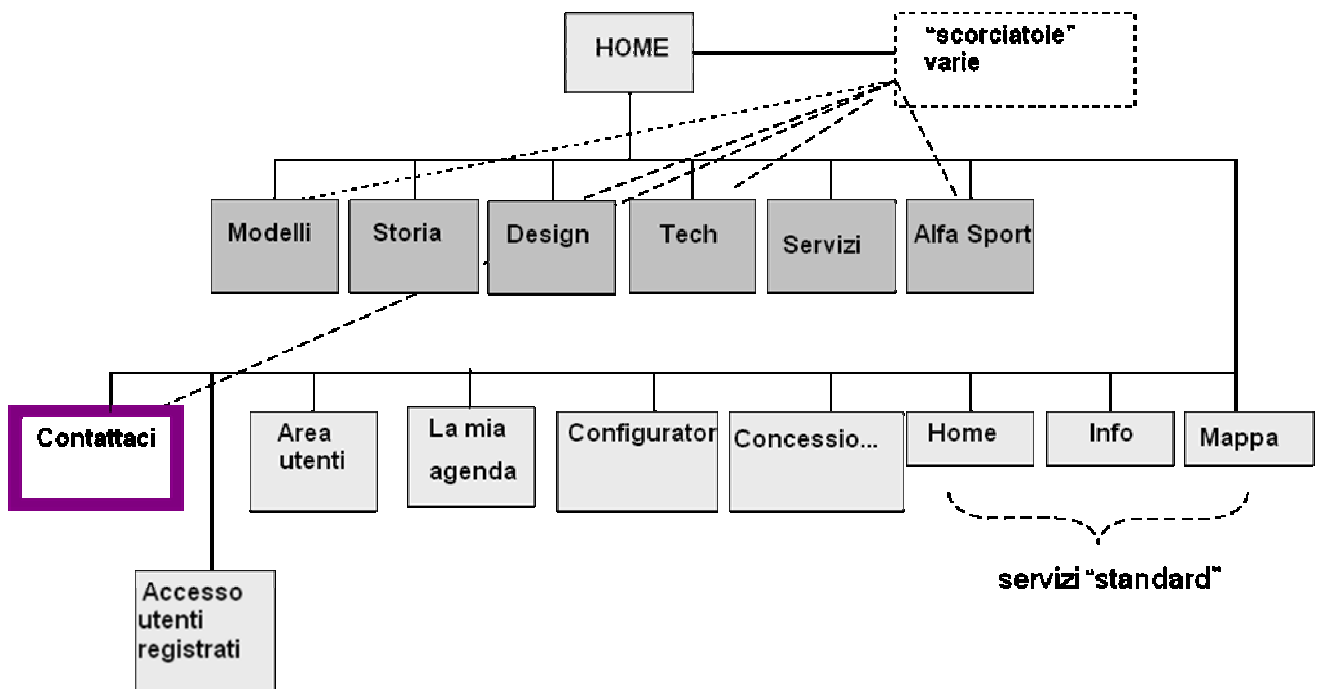 HOME
"scorciatoie"
varie
Modelli
Storia
Design
Tech
Servizi
Alfa Sport
Contattaci
Area
utenti
La mia
agenda
Configurator
Concessio...
Home
Info
Mappa
servizi "standard"
Accesso
utenti
registrati